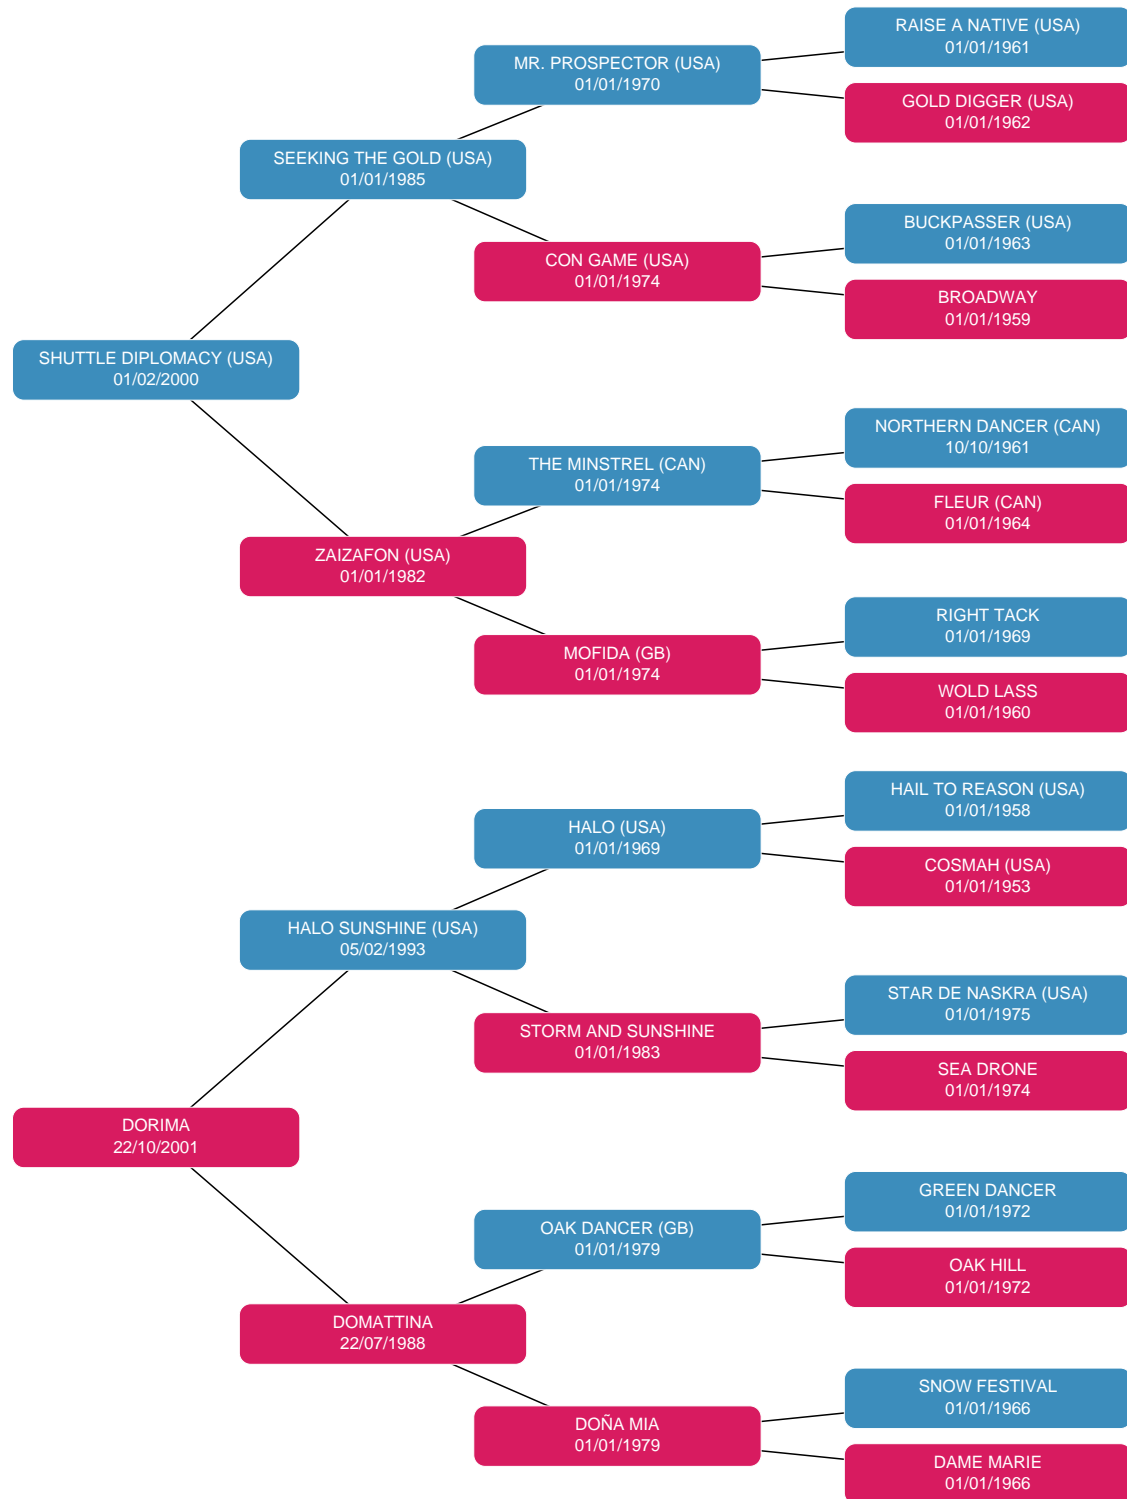 RAISE A NATIVE (USA)
01/01/1961
MR. PROSPECTOR (USA)
01/01/1970
GOLD DIGGER (USA)
01/01/1962
SEEKING THE GOLD (USA)
01/01/1985
BUCKPASSER (USA)
01/01/1963
CON GAME (USA)
01/01/1974
BROADWAY
01/01/1959
SHUTTLE DIPLOMACY (USA)
01/02/2000
NORTHERN DANCER (CAN)
10/10/1961
THE MINSTREL (CAN)
01/01/1974
FLEUR (CAN)
01/01/1964
ZAIZAFON (USA)
01/01/1982
RIGHT TACK
01/01/1969
MOFIDA (GB)
01/01/1974
WOLD LASS
01/01/1960
HAIL TO REASON (USA)
01/01/1958
HALO (USA)
01/01/1969
COSMAH (USA)
01/01/1953
HALO SUNSHINE (USA)
05/02/1993
STAR DE NASKRA (USA)
01/01/1975
STORM AND SUNSHINE
01/01/1983
SEA DRONE
01/01/1974
DORIMA
22/10/2001
GREEN DANCER
01/01/1972
OAK DANCER (GB)
01/01/1979
OAK HILL
01/01/1972
DOMATTINA
22/07/1988
SNOW FESTIVAL
01/01/1966
DOÑA MIA
01/01/1979
DAME MARIE
01/01/1966